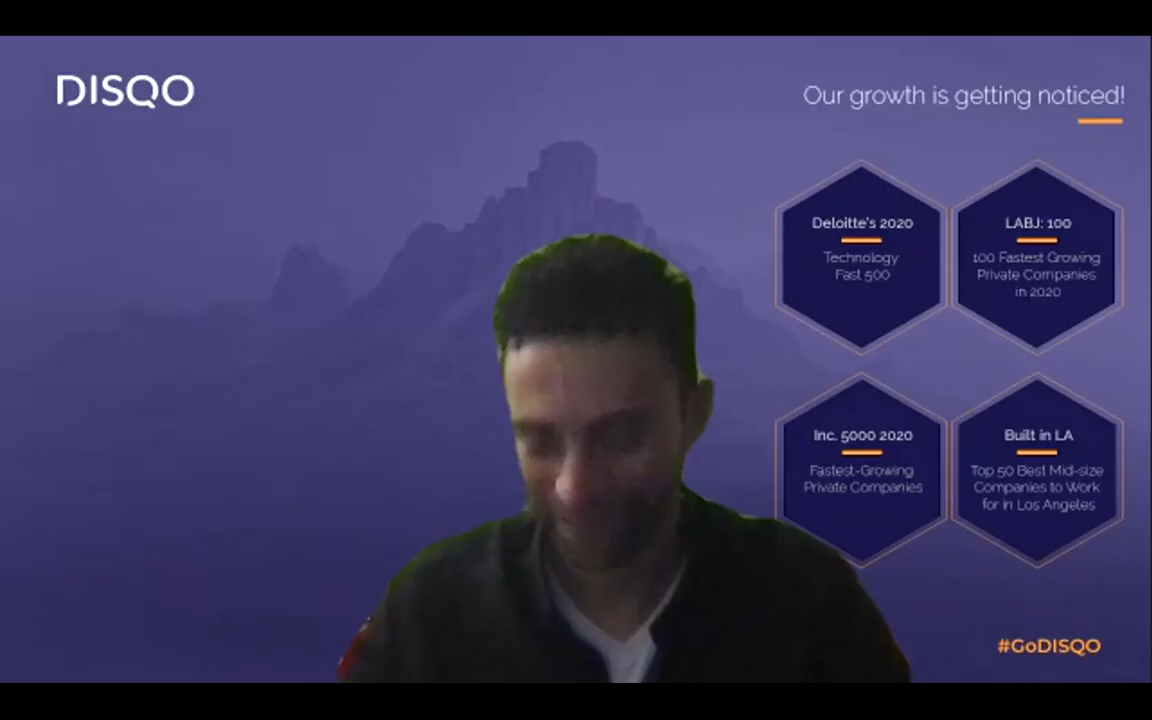 DISQO
Our growth is getting noticed!
Deloitte's 2020
Technology
Fast 500
LABJ: 100
100 Fastest Growing
Private Companies
in 2020
Inc. 5000 2020
Fastest-Growing
Private Companies
Built in LA
Top 50 Best Mid-size
Companies to Work
for in Los Angeles
#GoDISQO